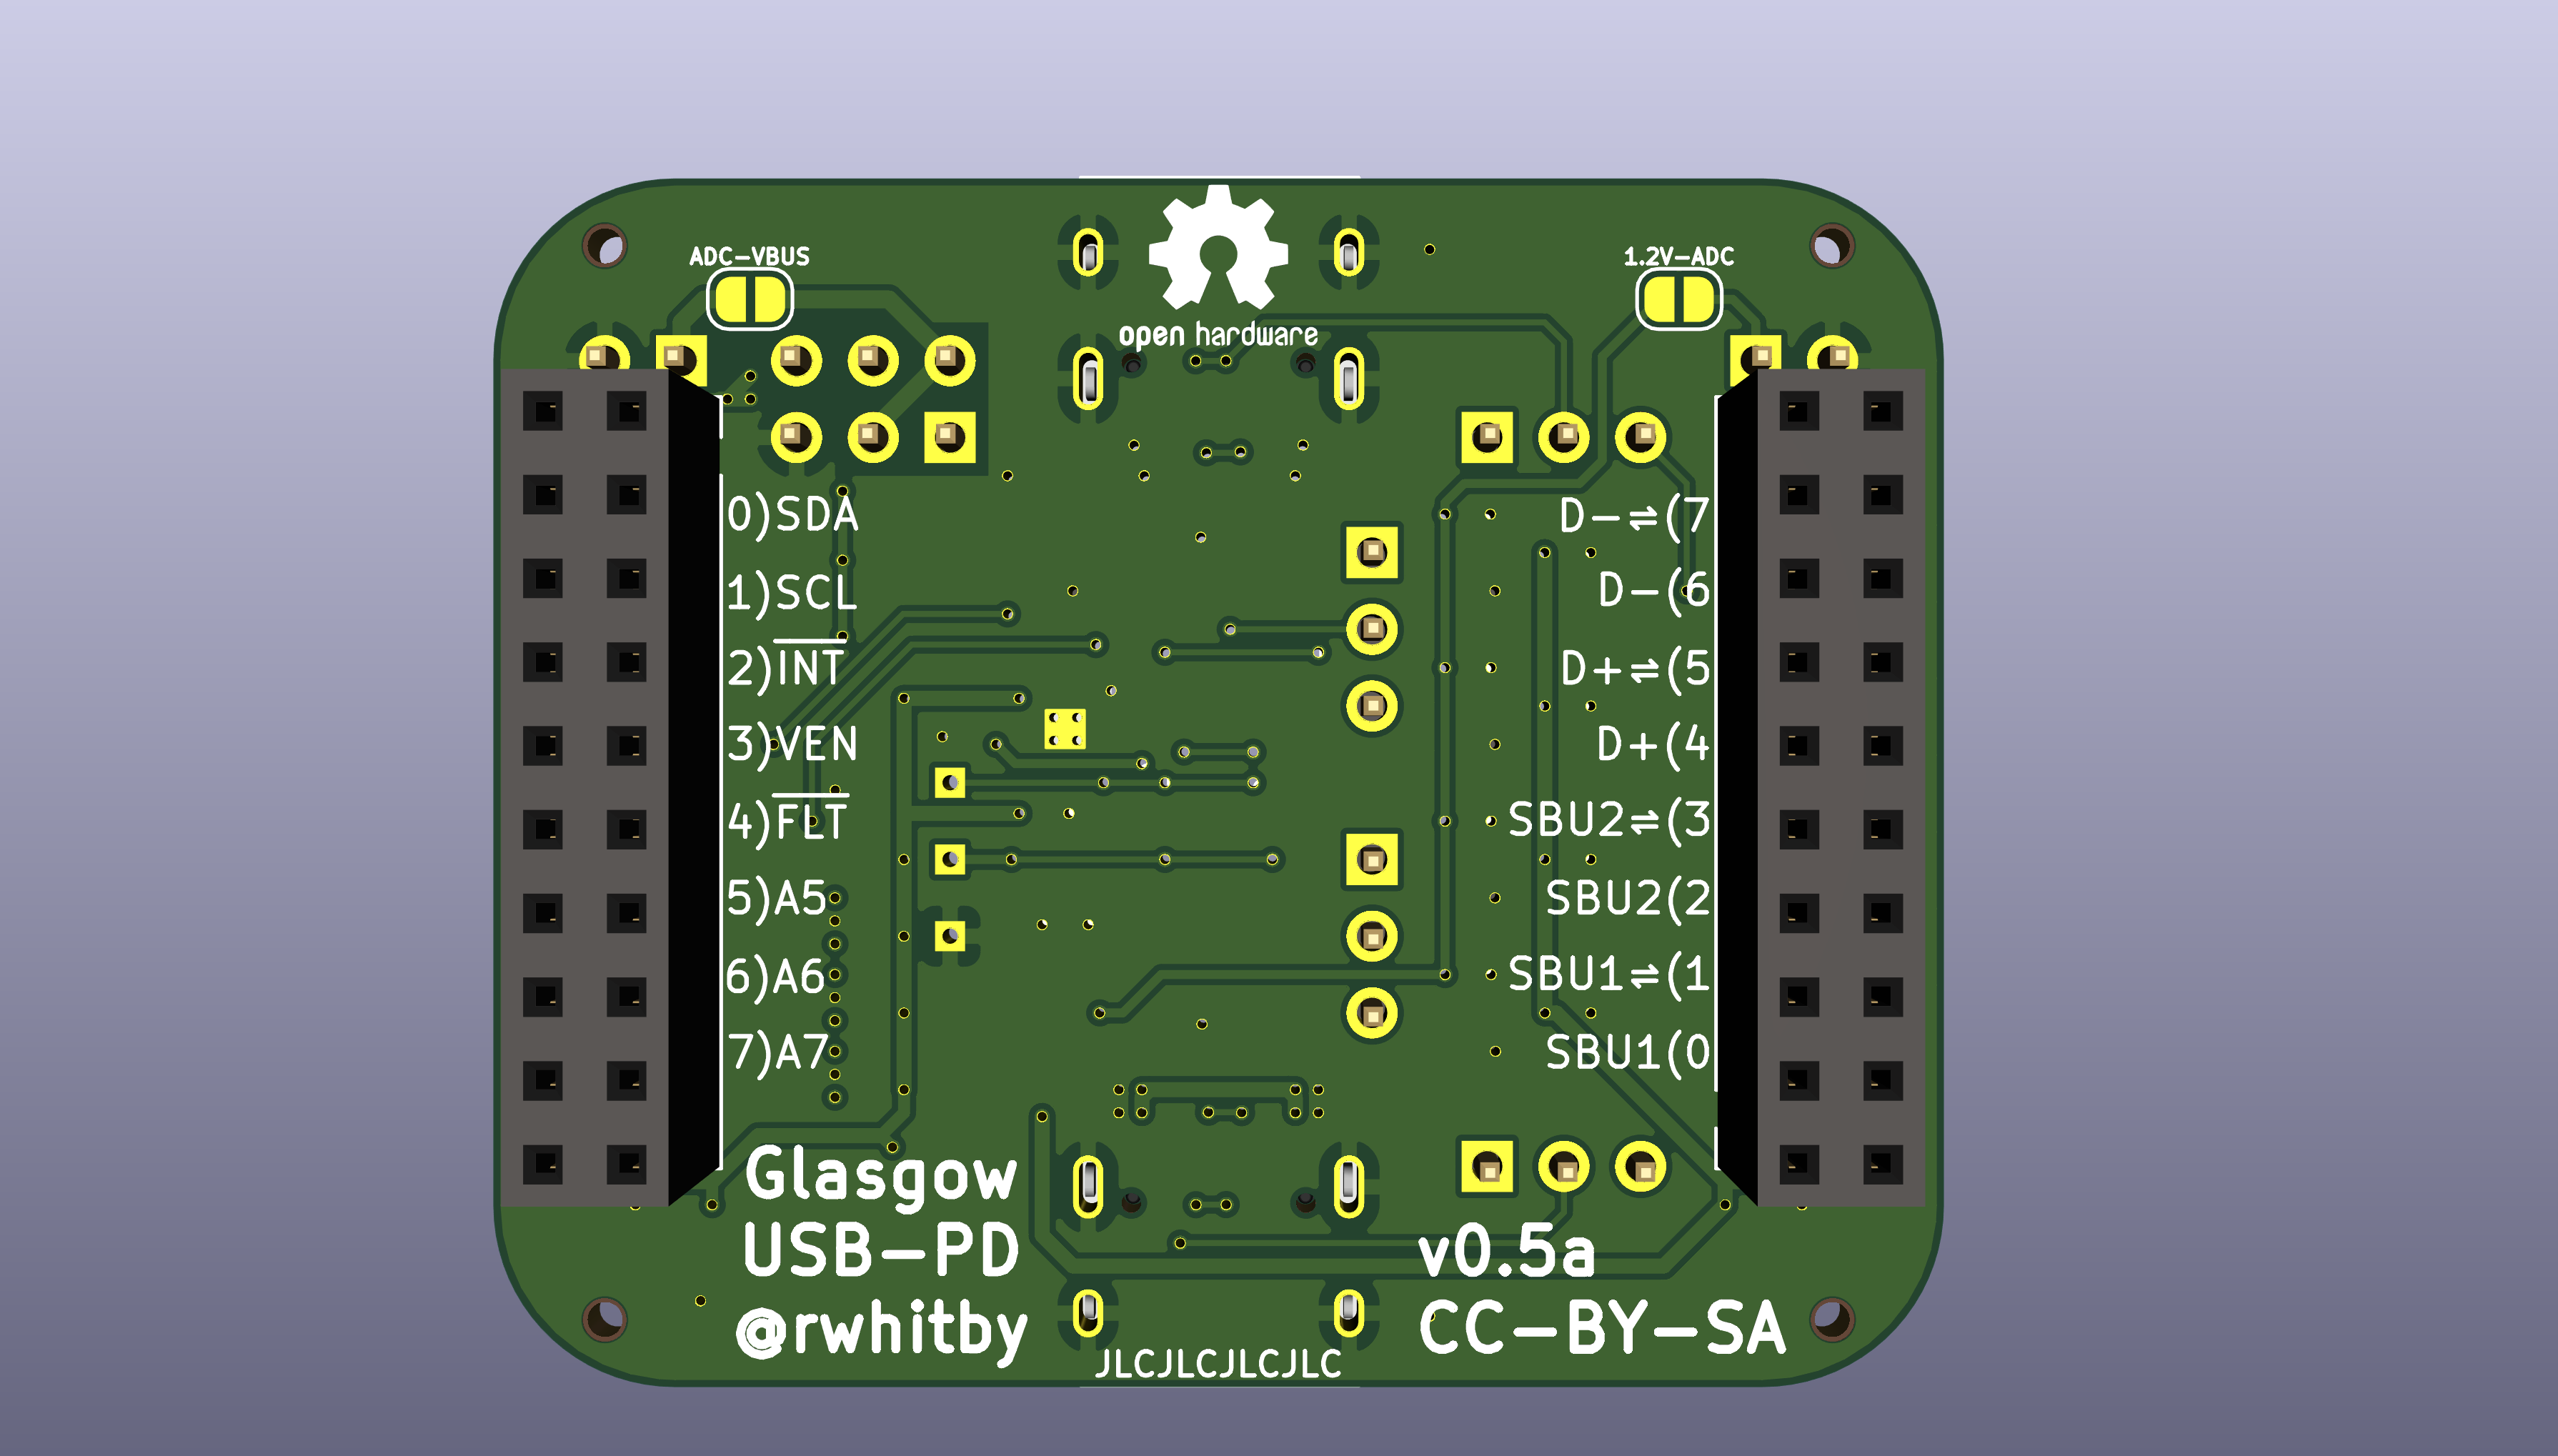 ADC-VBUS
open hardware
1.2V-ADC
0)SDA
1)SCL
2)INT
3)VEN
4)FLT
5)A5
6)A6
7)A7
D-⇌(7
D-(6
D+⇌(5
D+(4
SBU2⇌(3
SBU2(2
SBU1⇌(1
SBU1(0
Glasgow
USB-PD
@rwhitby
v0.5a
CC-BY-SA
JLCJLCJLCJLC